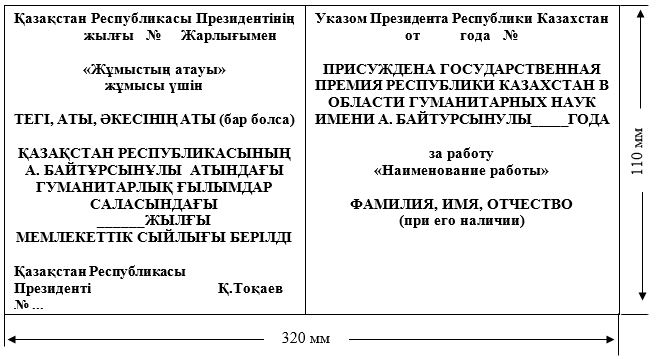 Қазақстан Республикасы Президентінің
жылғы № Жарлығымен
«Жұмыстың атауы»
жұмысы үшін
ТЕГІ, АТЫ, ӘКЕСІНІҢ АТЫ (бар болса)
ҚАЗАҚСТАН РЕСПУБЛИКАСЫНЫҢ
А. БАЙТҰРСЫНҰЛЫ АТЫНДАҒЫ
ГУМАНИТАРЛЫҚ ҒЫЛЫМДАР
САЛАСЫНДАҒЫ
______ЖЫЛҒЫ
МЕМЛЕКЕТТІК СЫЙЛЫҒЫ БЕРІЛДІ
Қазақстан Республикасы
Президенті Қ.Тоқаев
№ ...
Указом Президента Республики Казахстан
от года №
ПРИСУЖДЕНА ГОСУДАРСТВЕННАЯ
ПРЕМИЯ РЕСПУБЛИКИ КАЗАХСТАН В
ОБЛАСТИ ГУМАНИТАРНЫХ НАУК
ИМЕНИ А. БАЙТУРСЫНУЛЫ_____ГОДА
за работу
«Наименование работы»
ФАМИЛИЯ, ИМЯ, ОТЧЕСТВО
(при его наличии)
110 мм
320 мм